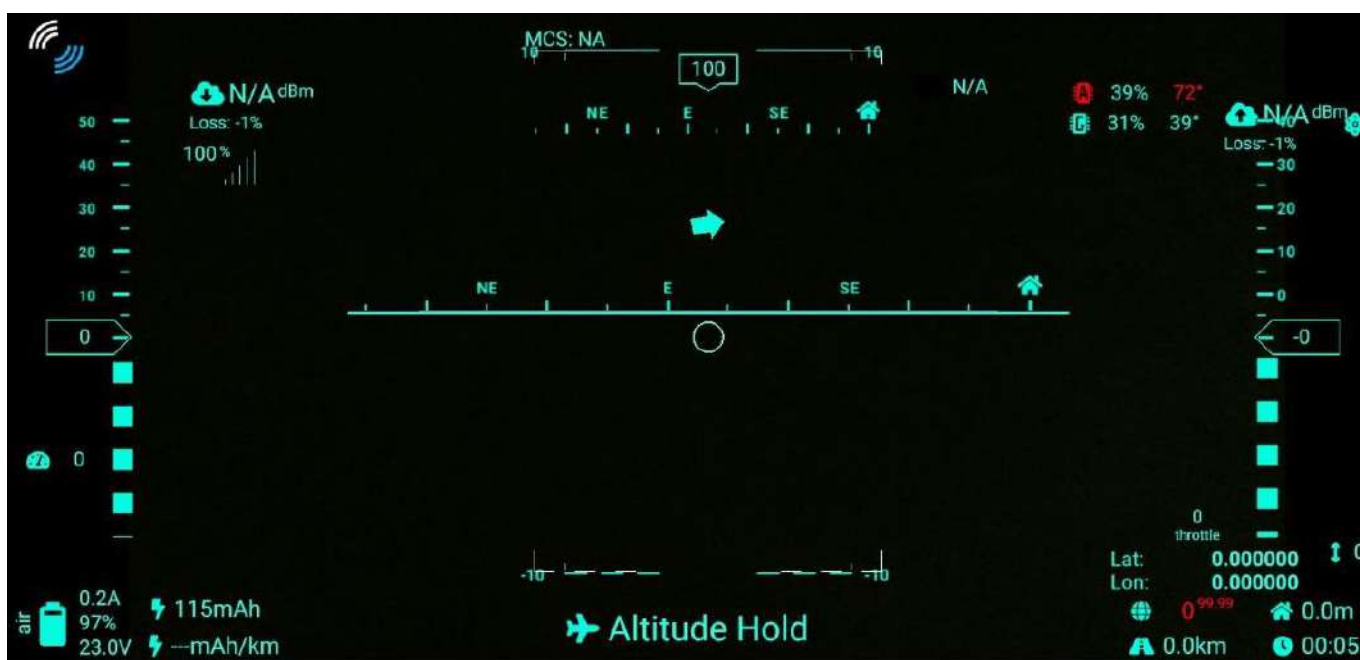 MCS: NA
10 10
100
N/A dBm
Loss: -1%
100%
N/A
A 39% 72°
G 31% 39°
N/A dBm
Loss: -1%
NE E SE
50
40
30
20
10
0
0
30
20
10
0
-0
NE E SE
0
throttle
-10 -10
Lat: 0.000000
Lon: 0.000000
0 99.99 0.0m
0.0km 00:05
air
0.2A
97%
23.0V
115mAh
---mAh/km
Altitude Hold